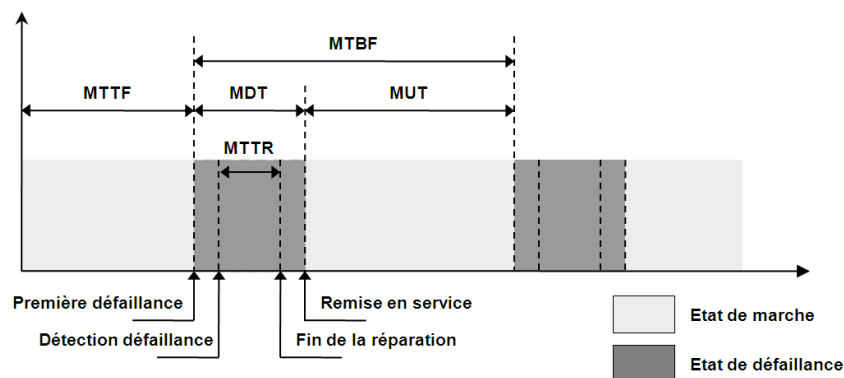 MTBF
MTTF
MDT
MUT
MTTR
Première défaillance
Remise en service
Détection défaillance
Fin de la réparation
Etat de marche
Etat de défaillance